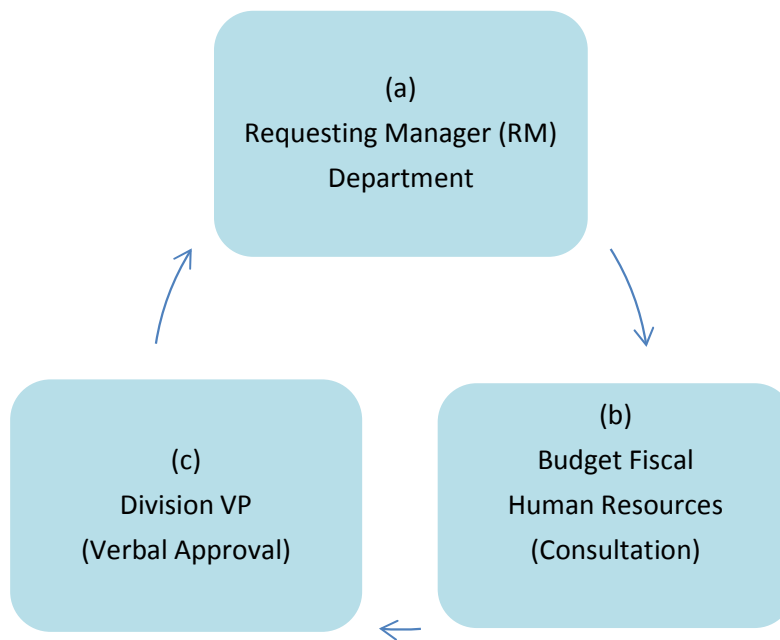 (a)
Requesting Manager (RM)
Department
(b)
Budget Fiscal
Human Resources
(Consultation)
(c)
Division VP
(Verbal Approval)